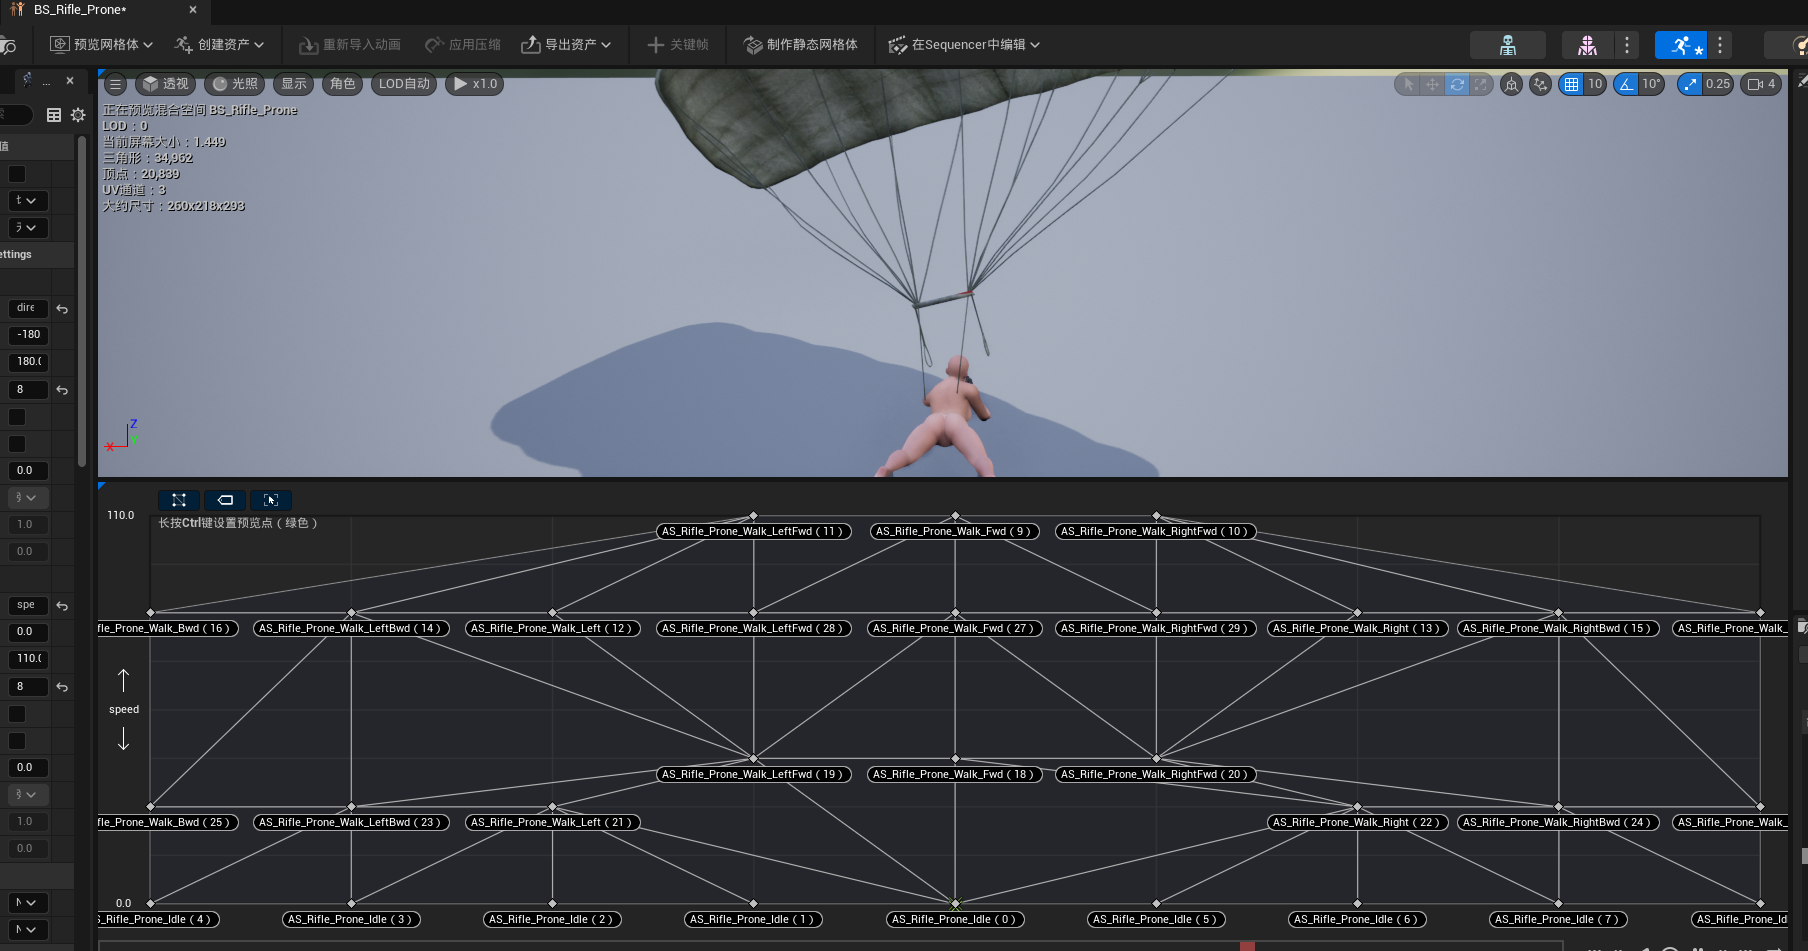 BS_Rifle_Prone*
预览网格体
创建资产
重新导入动画
应用压缩
导出资产
关键帧
制作静态网格体
在Sequencer中编辑
...
透视
光照
显示
角色
LOD自动
x1.0
10
10°
0.25
4
正在预览混合空间 BS_Rifle_Prone
LOD：0
当前屏幕大小：1.449
三角形：34,962
顶点：20,839
UV通道：3
大约尺寸：260x218x293
值
ettings
dire
-180
180.(
8
0.0
1.0
0.0
spe
0.0
110.(
8
0.0
1.0
0.0
Z
X
Y
110.0
长按Ctrl键设置预览点（绿色）
AS_Rifle_Prone_Walk_LeftFwd ( 11 )
AS_Rifle_Prone_Walk_Fwd ( 9 )
AS_Rifle_Prone_Walk_RightFwd ( 10 )
fle_Prone_Walk_Bwd ( 16 )
AS_Rifle_Prone_Walk_LeftBwd ( 14 )
AS_Rifle_Prone_Walk_Left ( 12 )
AS_Rifle_Prone_Walk_LeftFwd ( 28 )
AS_Rifle_Prone_Walk_Fwd ( 27 )
AS_Rifle_Prone_Walk_RightFwd ( 29 )
AS_Rifle_Prone_Walk_Right ( 13 )
AS_Rifle_Prone_Walk_RightBwd ( 15 )
AS_Rifle_Prone_Walk_
speed
AS_Rifle_Prone_Walk_LeftFwd ( 19 )
AS_Rifle_Prone_Walk_Fwd ( 18 )
AS_Rifle_Prone_Walk_RightFwd ( 20 )
fle_Prone_Walk_Bwd ( 25 )
AS_Rifle_Prone_Walk_LeftBwd ( 23 )
AS_Rifle_Prone_Walk_Left ( 21 )
AS_Rifle_Prone_Walk_Right ( 22 )
AS_Rifle_Prone_Walk_RightBwd ( 24 )
AS_Rifle_Prone_Walk_
0.0
S_Rifle_Prone_Idle ( 4 )
AS_Rifle_Prone_Idle ( 3 )
AS_Rifle_Prone_Idle ( 2 )
AS_Rifle_Prone_Idle ( 1 )
AS_Rifle_Prone_Idle ( 0 )
AS_Rifle_Prone_Idle ( 5 )
AS_Rifle_Prone_Idle ( 6 )
AS_Rifle_Prone_Idle ( 7 )
AS_Rifle_Prone_Id